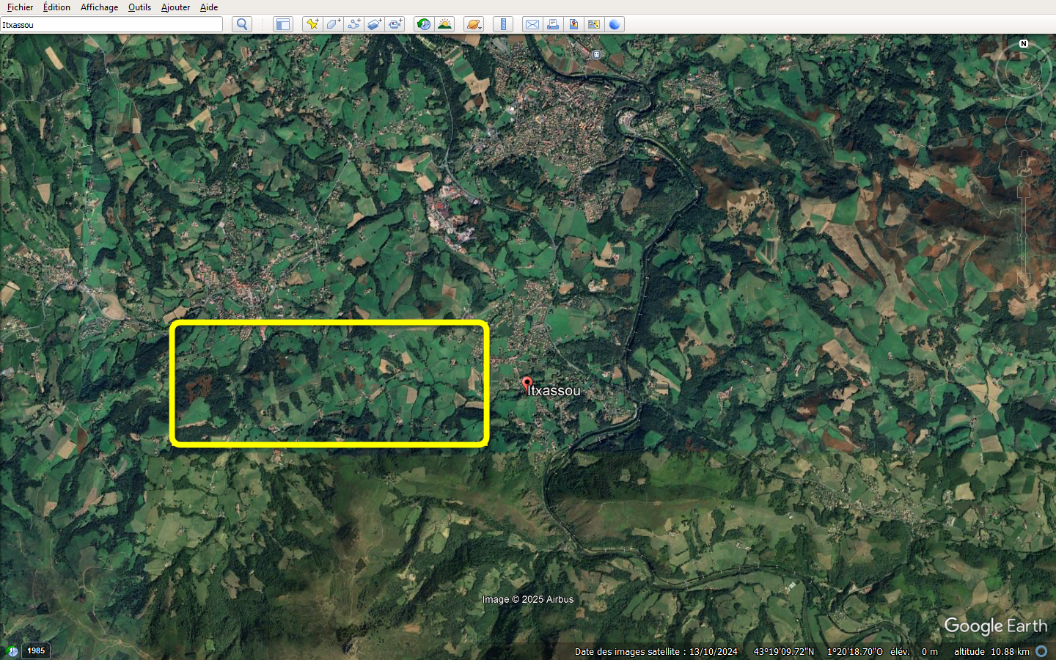 Fichier Édition Affichage Outils Ajouter Aide
Itxassou
N
Itxassou
Image © 2025 Airbus
Google Earth
1985
Date des images satellite : 13/10/2024 43°19'09.72"N 1°20'18.70"O élév. 0 m altitude 10.88 km